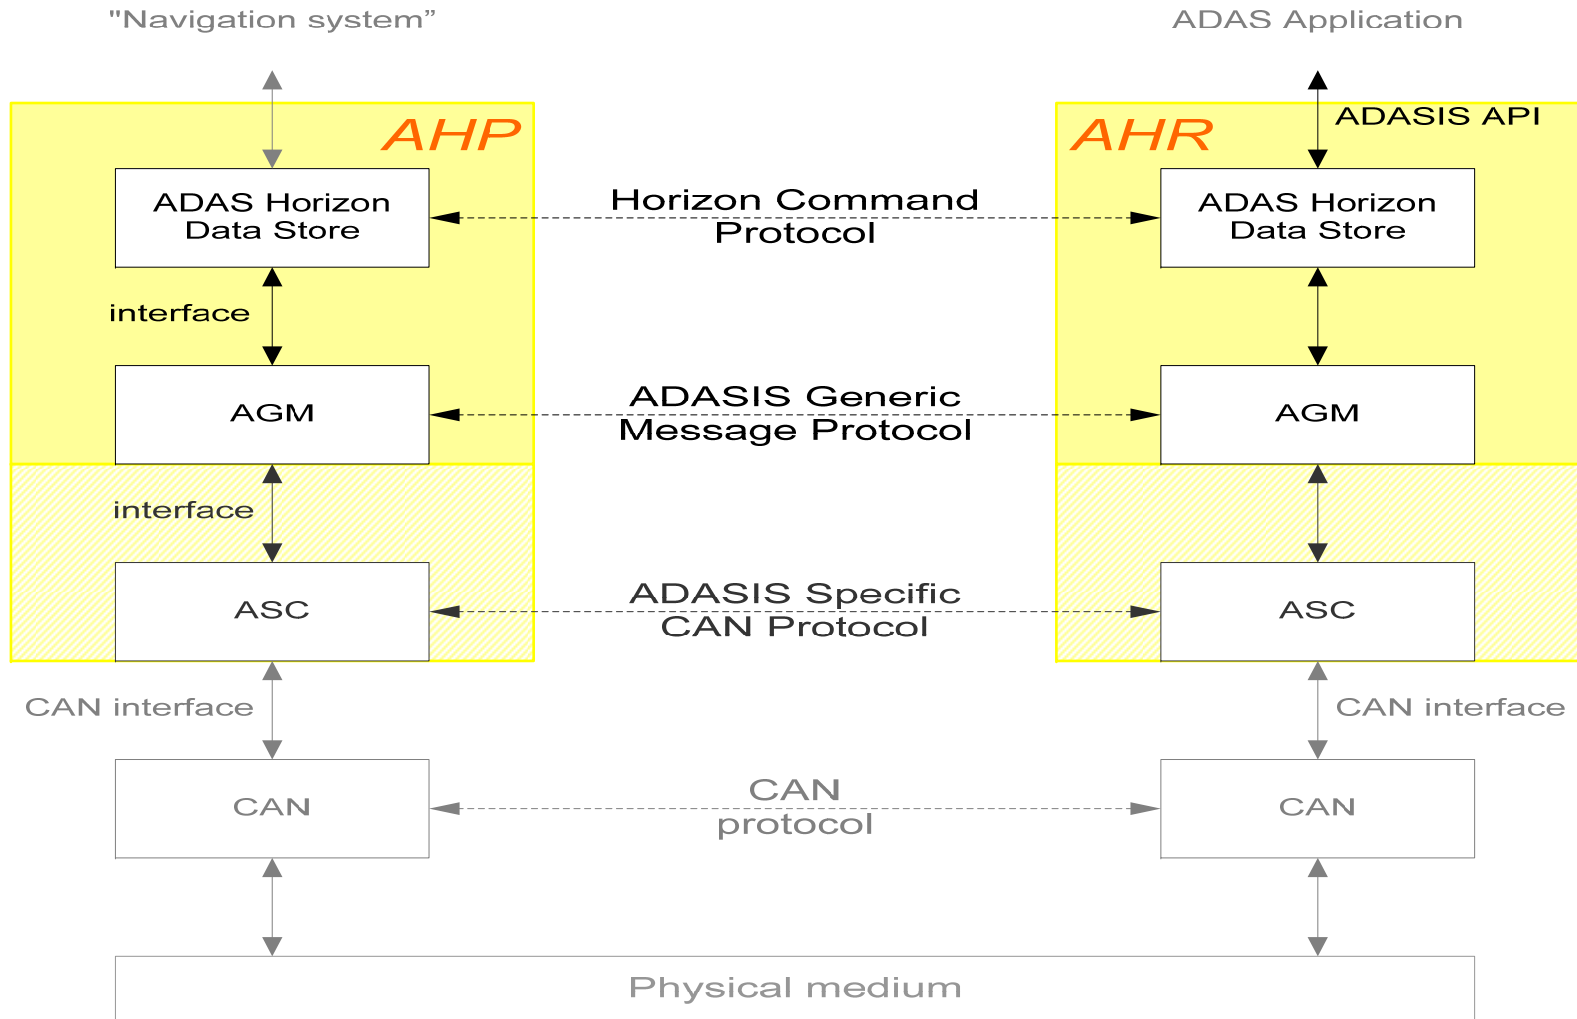 "Navigation system”
ADAS Application
AHP
AHR
ADASIS API
ADAS Horizon
Data Store
Horizon Command
Protocol
ADAS Horizon
Data Store
interface
AGM
ADASIS Generic
Message Protocol
AGM
interface
ASC
ADASIS Specific
CAN Protocol
ASC
CAN interface
CAN interface
CAN
CAN
protocol
CAN
Physical medium